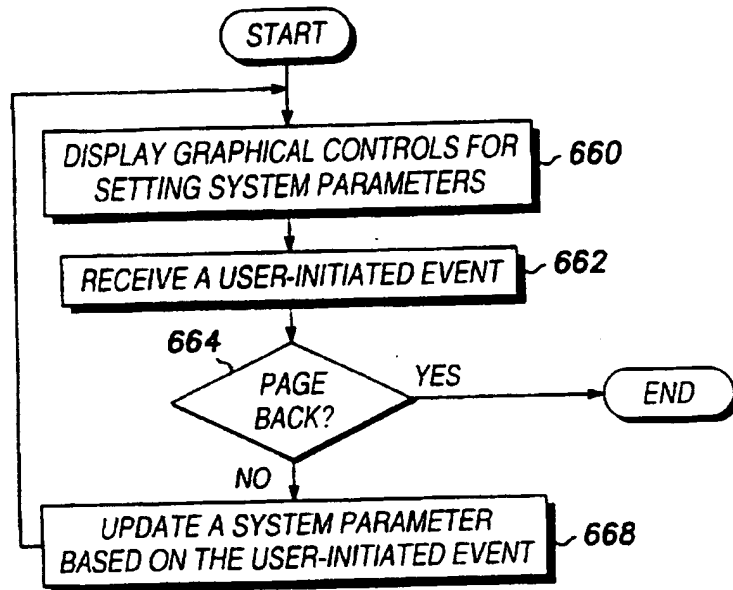 START
DISPLAY GRAPHICAL CONTROLS FOR
SETTING SYSTEM PARAMETERS
660
RECEIVE A USER-INITIATED EVENT
662
664
PAGE
BACK?
YES
END
NO
UPDATE A SYSTEM PARAMETER
BASED ON THE USER-INITIATED EVENT
668